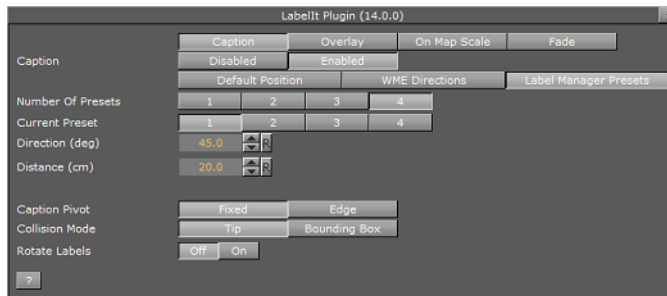 LabelIt Plugin (14.0.0)
Caption Overlay On Map Scale Fade
Caption Disabled Enabled
Default Position WME Directions Label Manager Presets
Number Of Presets 1 2 3 4
Current Preset 1 2 3 4
Direction (deg) 45.0 R
Distance (cm) 20.0 R
Caption Pivot Fixed Edge
Collision Mode Tip Bounding Box
Rotate Labels Off On
?